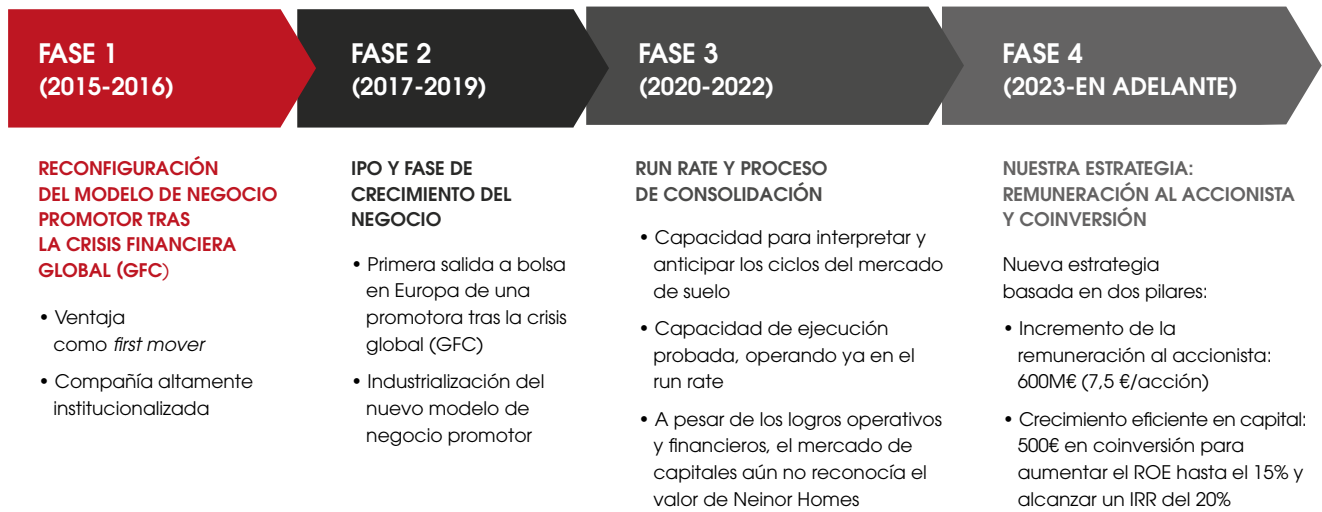 FASE 1
(2015-2016)
RECONFIGURACIÓN
DEL MODELO DE NEGOCIO
PROMOTOR TRAS
LA CRISIS FINANCIERA
GLOBAL (GFC)
• Ventaja
como first mover
• Compañía altamente
institucionalizada
FASE 2
(2017-2019)
IPO Y FASE DE
CRECIMIENTO DEL
NEGOCIO
• Primera salida a bolsa
en Europa de una
promotora tras la crisis
global (GFC)
• Industrialización del
nuevo modelo de
negocio promotor
FASE 3
(2020-2022)
RUN RATE Y PROCESO
DE CONSOLIDACIÓN
• Capacidad para interpretar y
anticipar los ciclos del mercado
de suelo
• Capacidad de ejecución
probada, operando ya en el
run rate
• A pesar de los logros operativos
y financieros, el mercado de
capitales aún no reconocía el
valor de Neinor Homes
FASE 4
(2023-EN ADELANTE)
NUESTRA ESTRATEGIA:
REMUNERACIÓN AL ACCIONISTA
Y COINVERSIÓN
Nueva estrategia
basada en dos pilares:
• Incremento de la
remuneración al accionista:
600M€ (7,5 €/acción)
• Crecimiento eficiente en capital:
500€ en coinversión para
aumentar el ROE hasta el 15% y
alcanzar un IRR del 20%